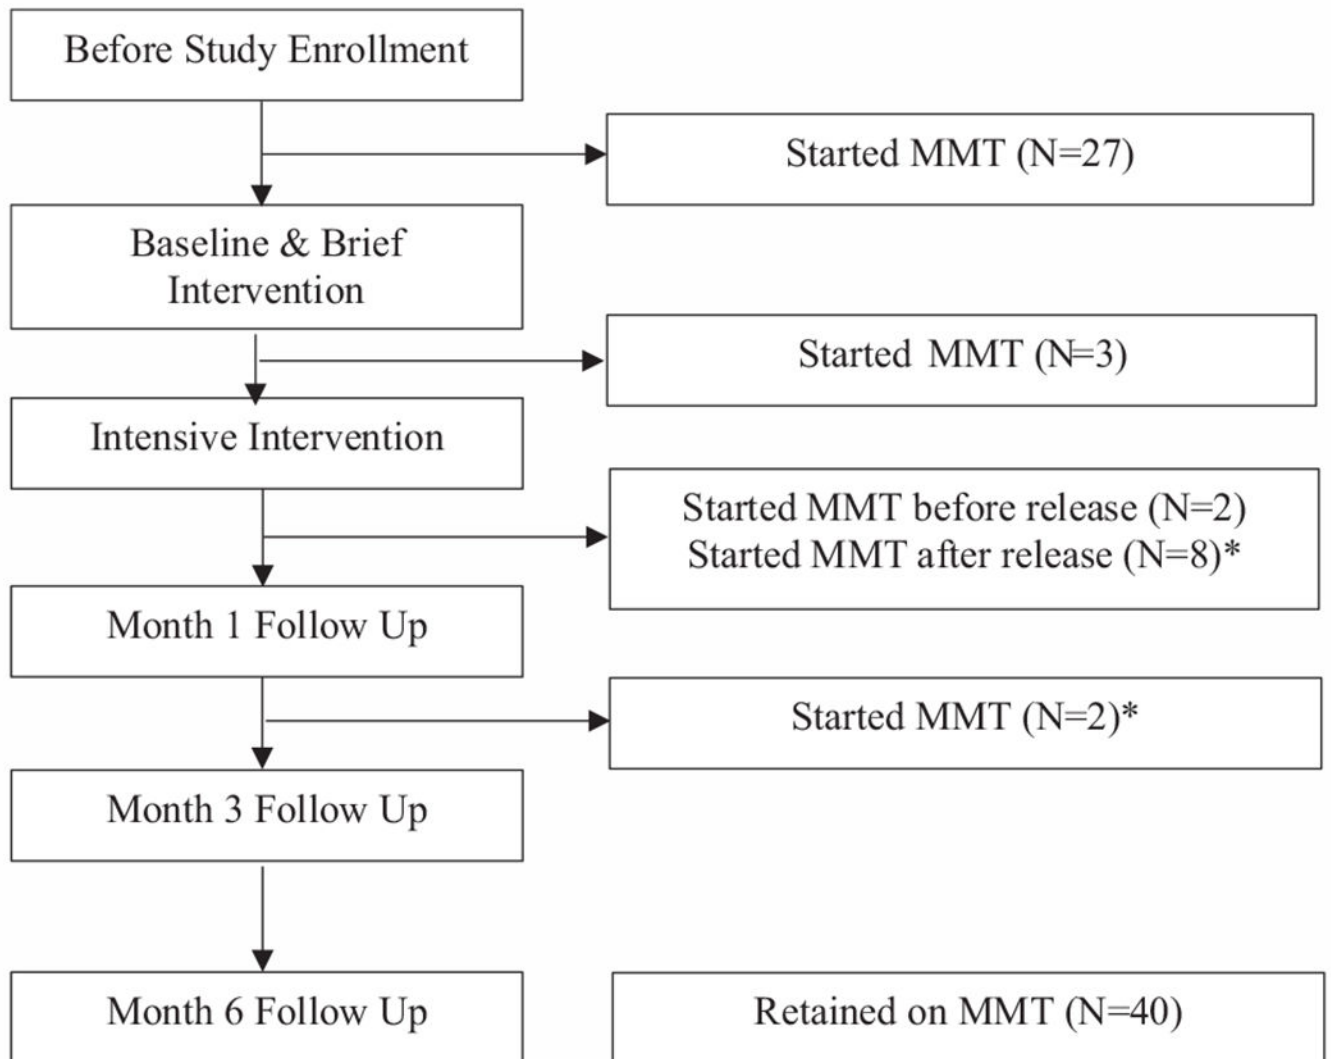 Before Study Enrollment
Started MMT (N=27)
Baseline & Brief
Intervention
Started MMT (N=3)
Intensive Intervention
Started MMT before release (N=2)
Started MMT after release (N=8)*
Month 1 Follow Up
Started MMT (N=2)*
Month 3 Follow Up
Month 6 Follow Up
Retained on MMT (N=40)